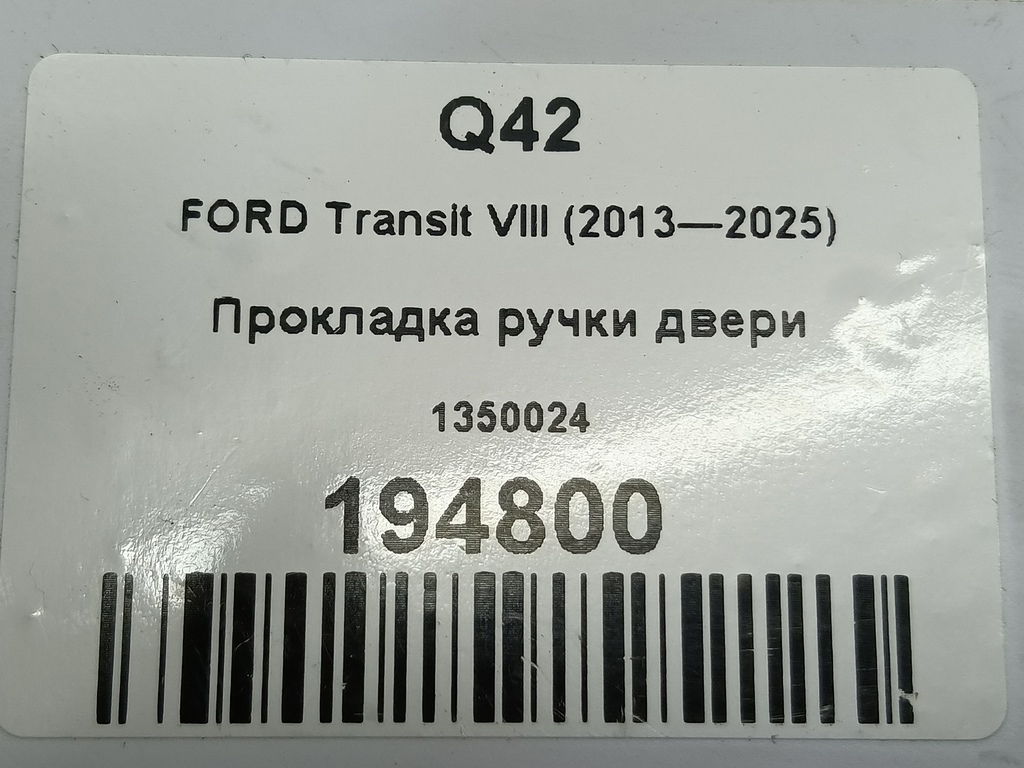 Q42
FORD Transit VIII (2013—2025)
Прокладка ручки двери
1350024
194800